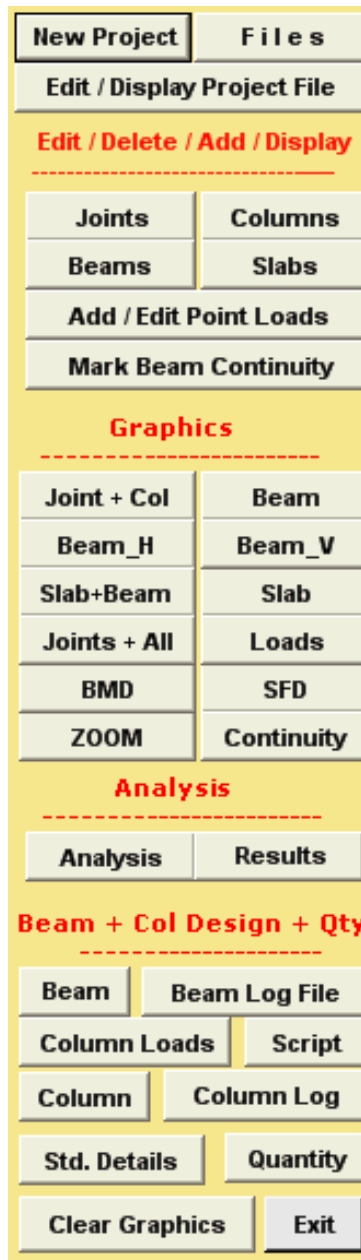 New Project F i l e s
Edit / Display Project File
Edit / Delete / Add / Display
Joints Columns
Beams Slabs
Add / Edit Point Loads
Mark Beam Continuity
Graphics
Joint + Col Beam
Beam_H Beam_V
Slab+Beam Slab
Joints + All Loads
BMD SFD
ZOOM Continuity
Analysis
Analysis Results
Beam + Col Design + Qty
Beam Beam Log File
Column Loads Script
Column Column Log
Std. Details Quantity
Clear Graphics Exit